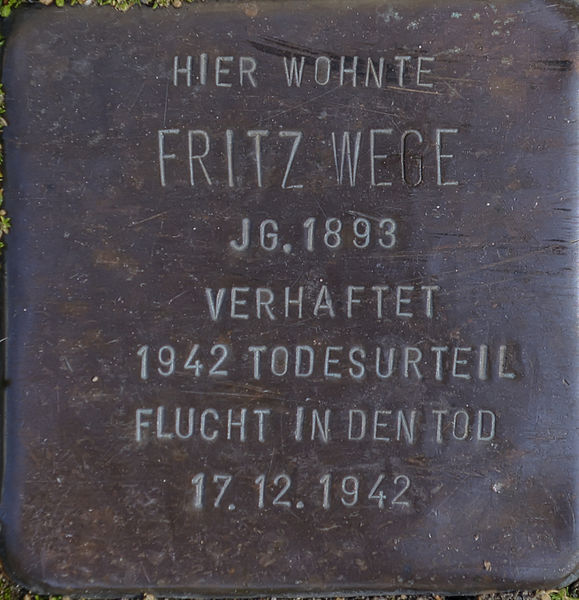 HIER WOHNTE
FRITZ WEGE
JG. 1893
VERHAFTET
1942 TODESURTEIL
FLUCHT IN DEN TOD
17. 12. 1942